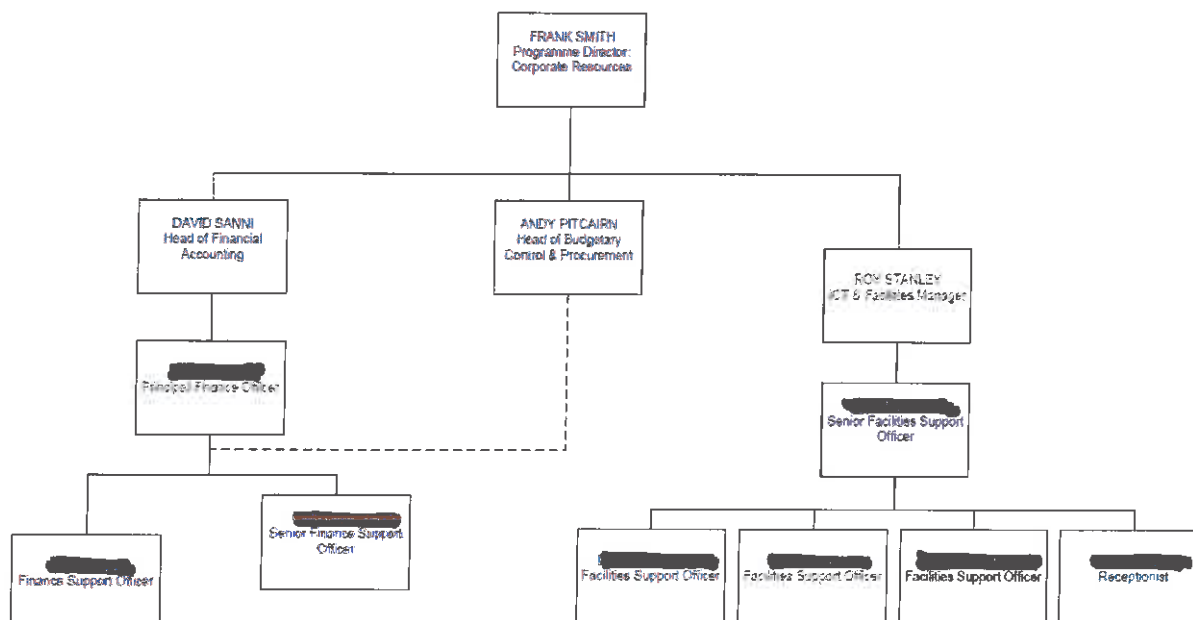 FRANK SMITH
Programme Director:
Corporate Resources
DAVID SANNI
Head of Financial
Accounting
ANDY PITCAIRN
Head of Budgetary
Control & Procurement
ROY STANLEY
ICT & Facilities Manager
Principal Finance Officer
Senior Facilities Support
Officer
Senior Finance Support
Officer
Finance Support Officer
Facilities Support Officer
Facilities Support Officer
Facilities Support Officer
Receptionist